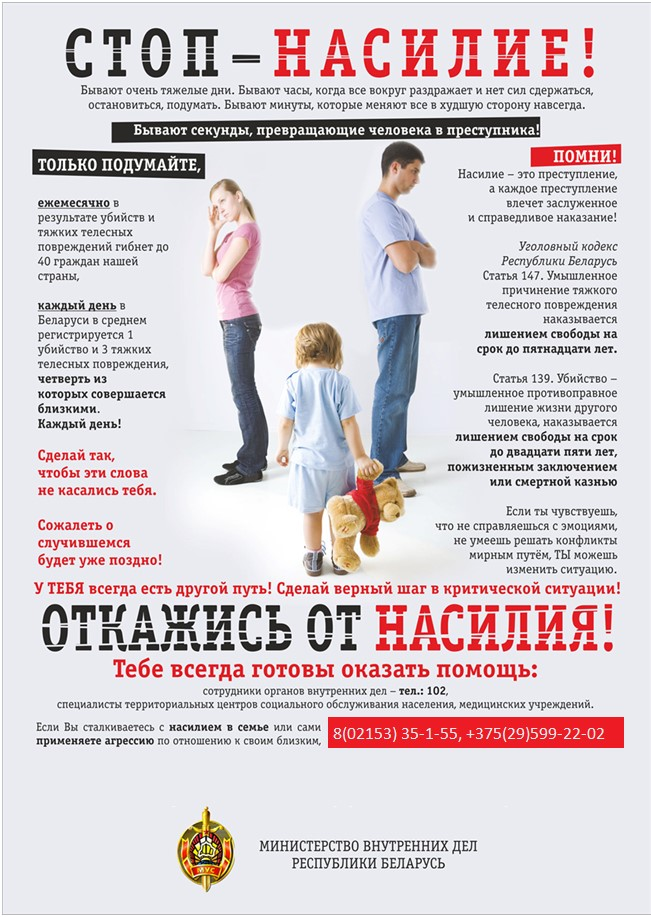 СТОП – НАСИЛИЕ!
Бывают очень тяжелые дни. Бывают часы, когда все вокруг раздражает и нет сил сдержаться,
остановиться, подумать. Бывают минуты, которые меняют все в худшую сторону навсегда.
Бывают секунды, превращающие человека в преступника!
ТОЛЬКО ПОДУМАЙТЕ,
ежемесячно в
результате убийств и
тяжких телесных
повреждений гибнет до
40 граждан нашей
страны,
каждый день в
Беларуси в среднем
регистрируется 1
убийство и 3 тяжких
телесных повреждения,
четверть из
которых совершается
близкими.
Каждый день!
Сделай так,
чтобы эти слова
не касались тебя.
Сожалеть о
случившемся
будет уже поздно!
ПОМНИ!
Насилие – это преступление,
а каждое преступление
влечет заслуженное
и справедливое наказание!
Уголовный кодекс
Республики Беларусь
Статья 147. Умышленное
причинение тяжкого
телесного повреждения
наказывается
лишением свободы на
срок до пятнадцати лет.
Статья 139. Убийство –
умышленное противоправное
лишение жизни другого
человека, наказывается
лишением свободы на срок
до двадцати пяти лет,
пожизненным заключением
или смертной казнью
Если ты чувствуешь,
что не справляешься с эмоциями,
не умеешь решать конфликты
мирным путём, ТЫ можешь
изменить ситуацию.
У ТЕБЯ всегда есть другой путь! Сделай верный шаг в критической ситуации!
ОТКАЖИСЬ ОТ НАСИЛИЯ!
Тебе всегда готовы оказать помощь:
сотрудники органов внутренних дел – тел.: 102,
специалисты территориальных центров социального обслуживания населения, медицинских учреждений.
Если Вы сталкиваетесь с насилием в семье или сами
применяете агрессию по отношению к своим близким,
8(02153) 35-1-55, +375(29)599-22-02
МУС
МИНИСТЕРСТВО ВНУТРЕННИХ ДЕЛ
РЕСПУБЛИКИ БЕЛАРУСЬ